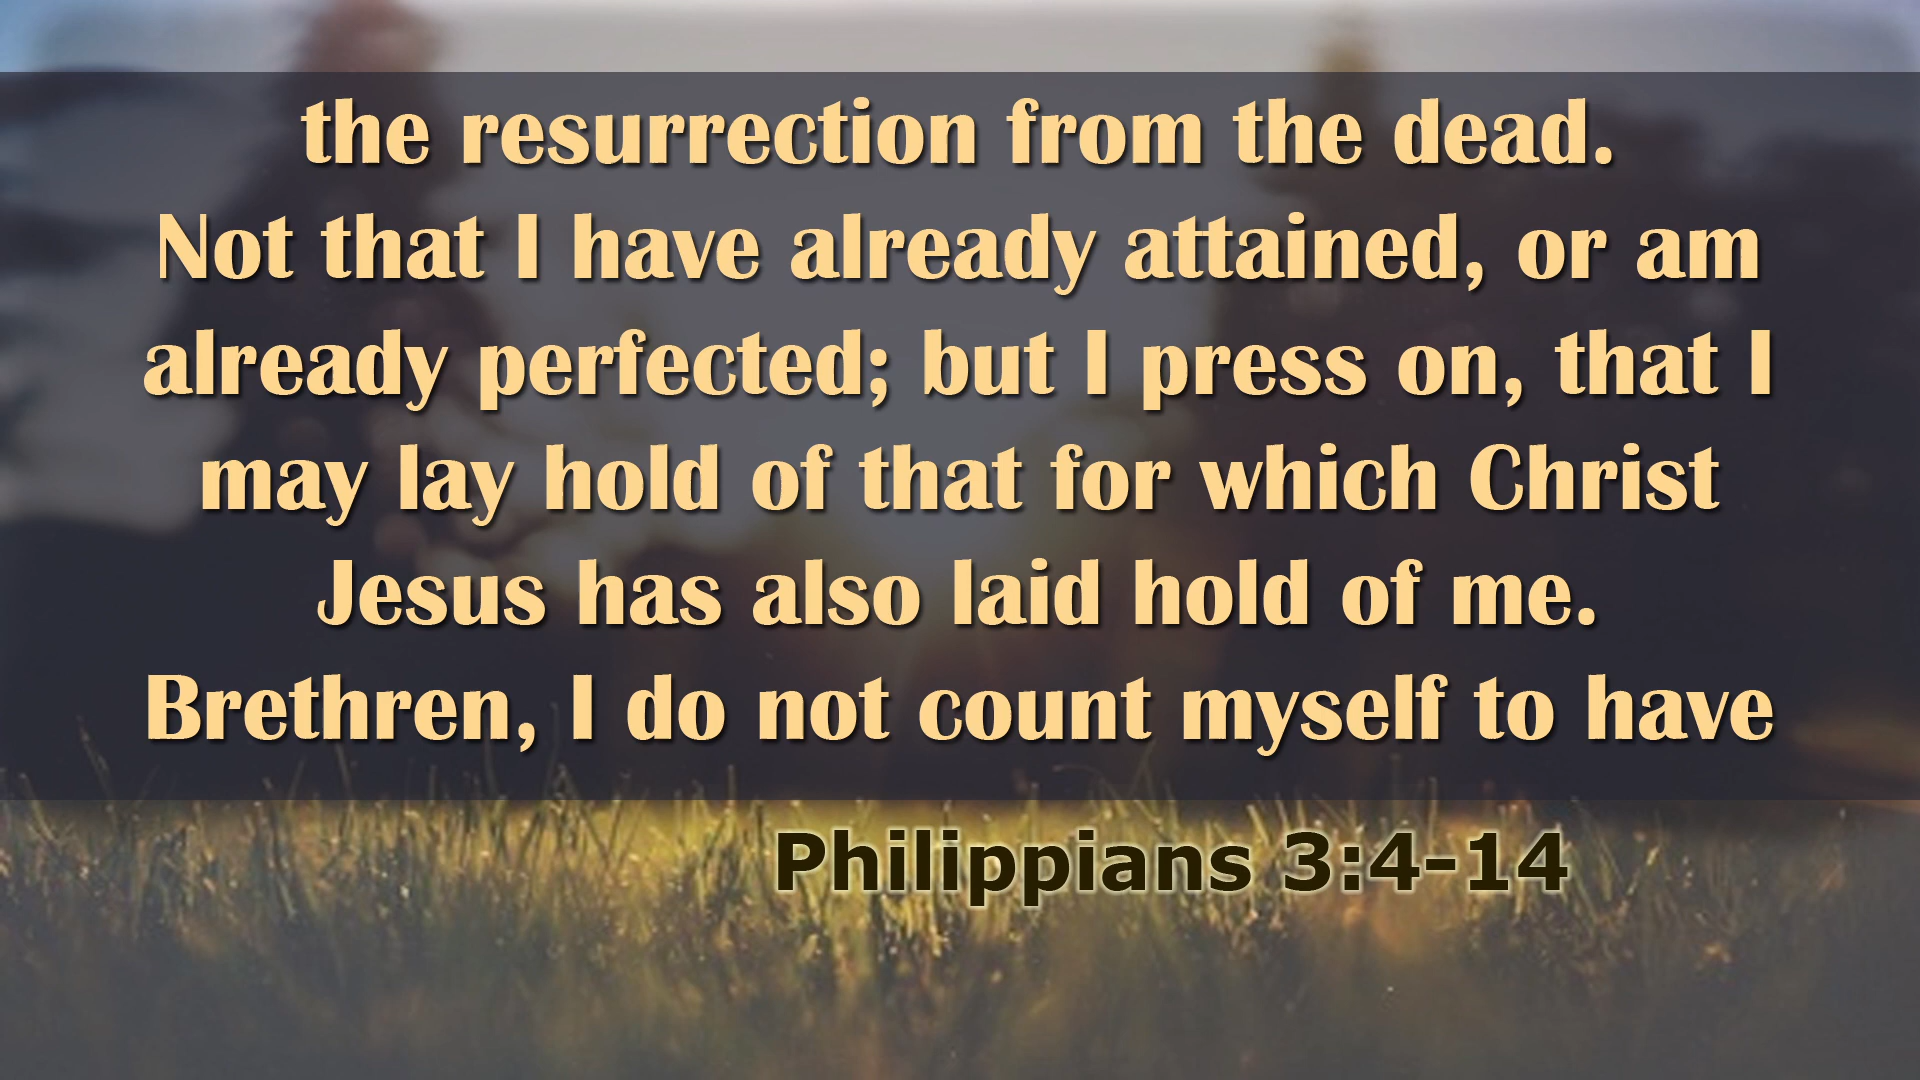 the resurrection from the dead.
Not that I have already attained, or am
already perfected; but I press on, that I
may lay hold of that for which Christ
Jesus has also laid hold of me.
Brethren, I do not count myself to have
Philippians 3:4-14